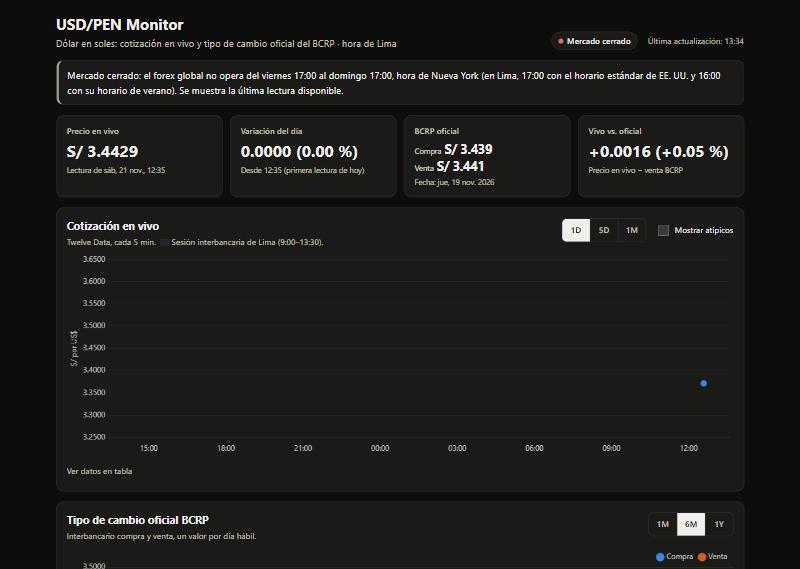 USD/PEN Monitor
Dólar en soles: cotización en vivo y tipo de cambio oficial del BCRP · hora de Lima
Mercado cerrado
Última actualización: 13:34
Mercado cerrado: el forex global no opera del viernes 17:00 al domingo 17:00, hora de Nueva York (en Lima, 17:00 con el horario estándar de EE. UU. y 16:00
con su horario de verano). Se muestra la última lectura disponible.
Precio en vivo
S/ 3.4429
Lectura de sáb, 21 nov., 12:35
Variación del día
0.0000 (0.00 %)
Desde 12:35 (primera lectura de hoy)
BCRP oficial
Compra S/ 3.439
Venta S/ 3.441
Fecha: jue, 19 nov. 2026
Vivo vs. oficial
+0.0016 (+0.05 %)
Precio en vivo − venta BCRP
Cotización en vivo
Twelve Data, cada 5 min. Sesión interbancaria de Lima (9:00–13:30).
1D 5D 1M
Mostrar atípicos
S/ por US$
3.6500
3.6000
3.5500
3.5000
3.4500
3.4000
3.3500
3.3000
3.2500
15:00 18:00 21:00 00:00 03:00 06:00 09:00 12:00
Ver datos en tabla
Tipo de cambio oficial BCRP
Interbancario compra y venta, un valor por día hábil.
1M 6M 1Y
Compra Venta
3.5000